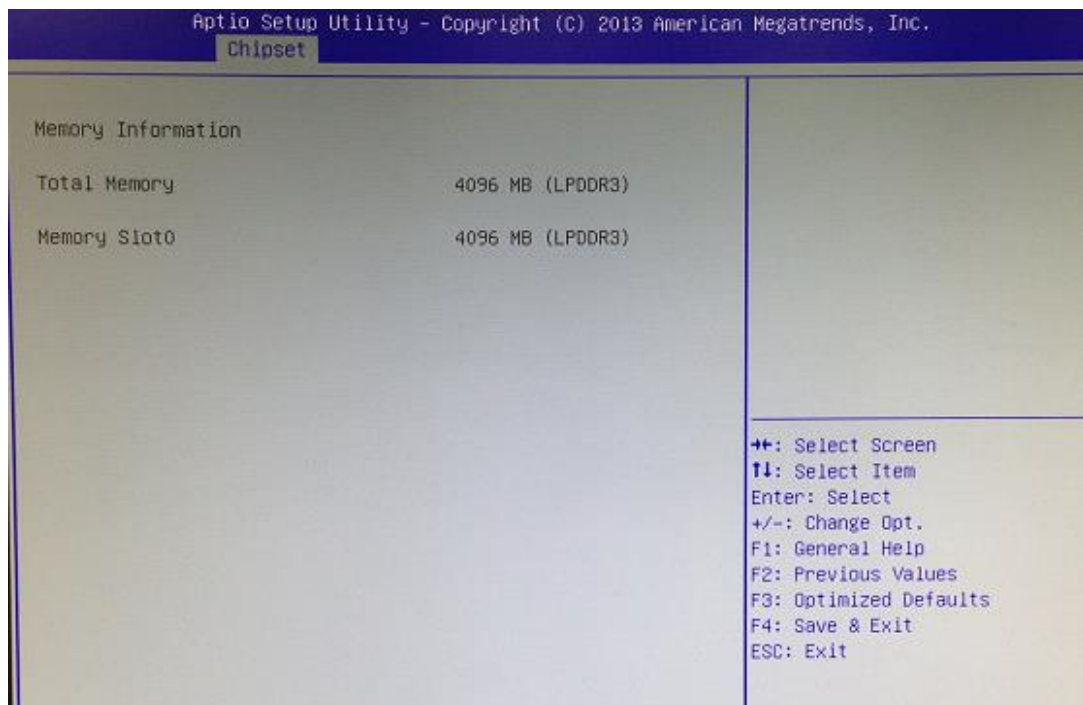 Aptio Setup Utility – Copyright (C) 2013 American Megatrends, Inc.
Chipset
Memory Information
Total Memory 4096 MB (LPDDR3)
Memory Slot0 4096 MB (LPDDR3)
→←: Select Screen
↑↓: Select Item
Enter: Select
+/-: Change Opt.
F1: General Help
F2: Previous Values
F3: Optimized Defaults
F4: Save & Exit
ESC: Exit